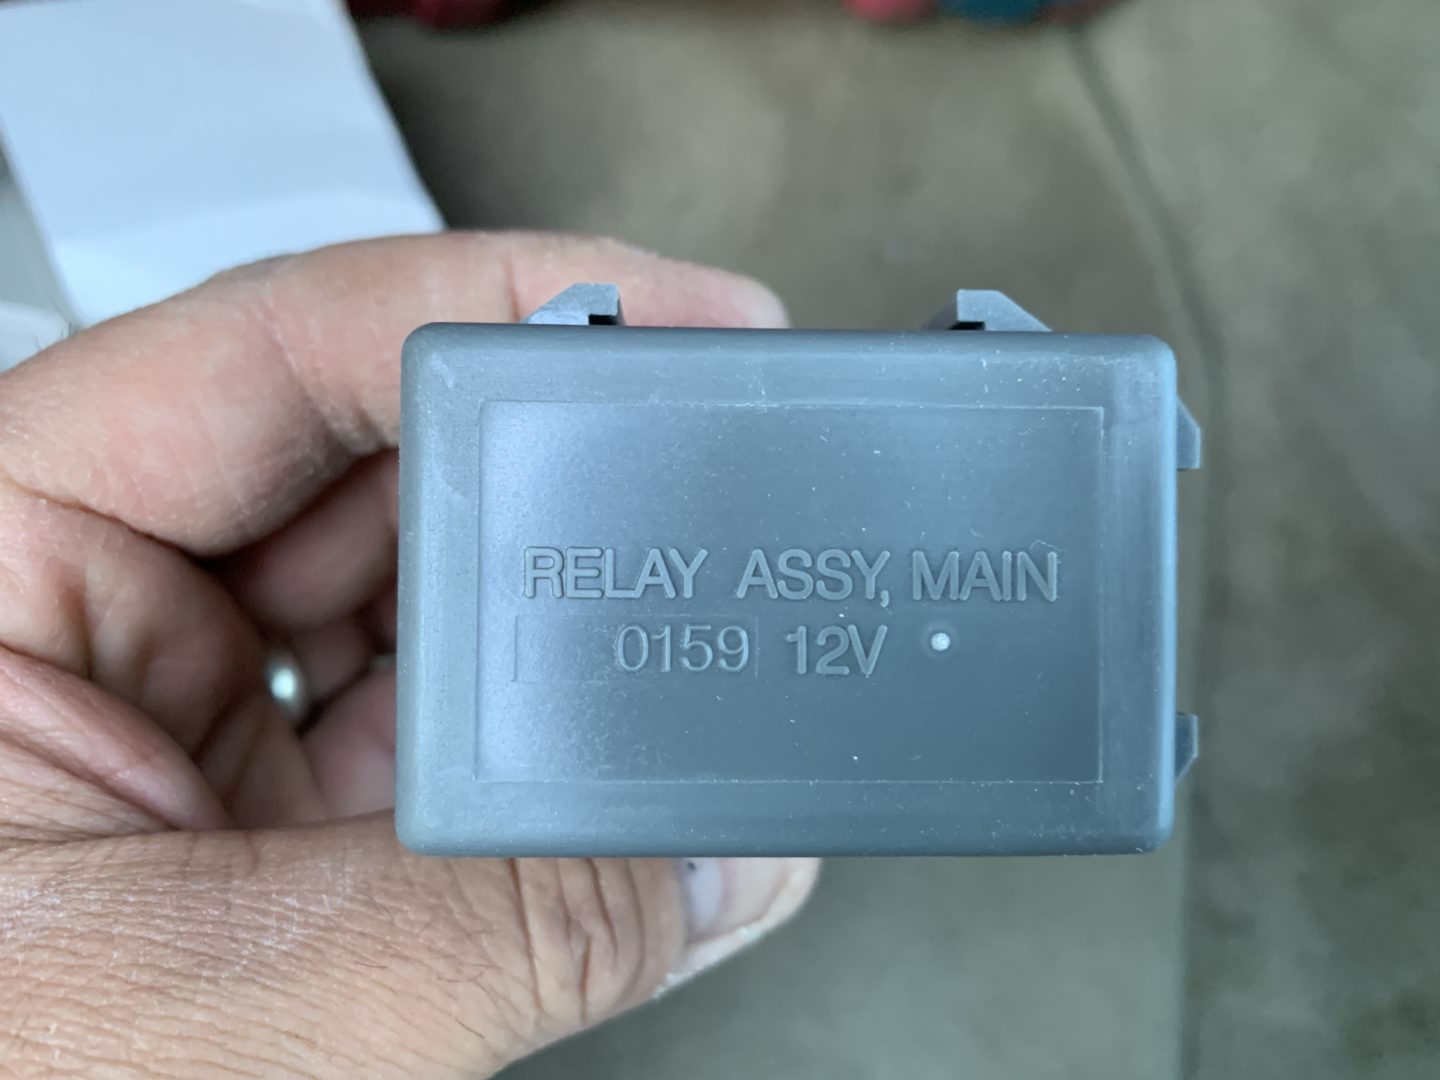 RELAY ASSY, MAIN
0159 12V